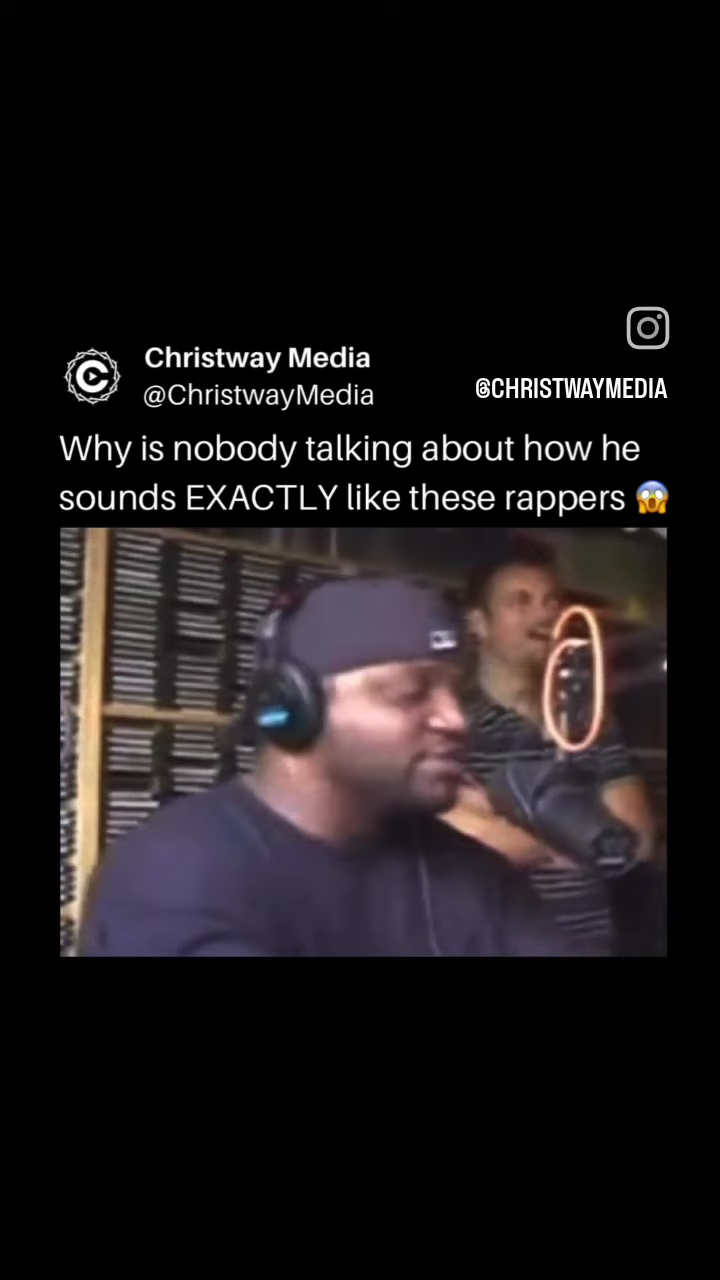 Christway Media
@ChristwayMedia
@CHRISTWAYMEDIA
Why is nobody talking about how he
sounds EXACTLY like these rappers 😱